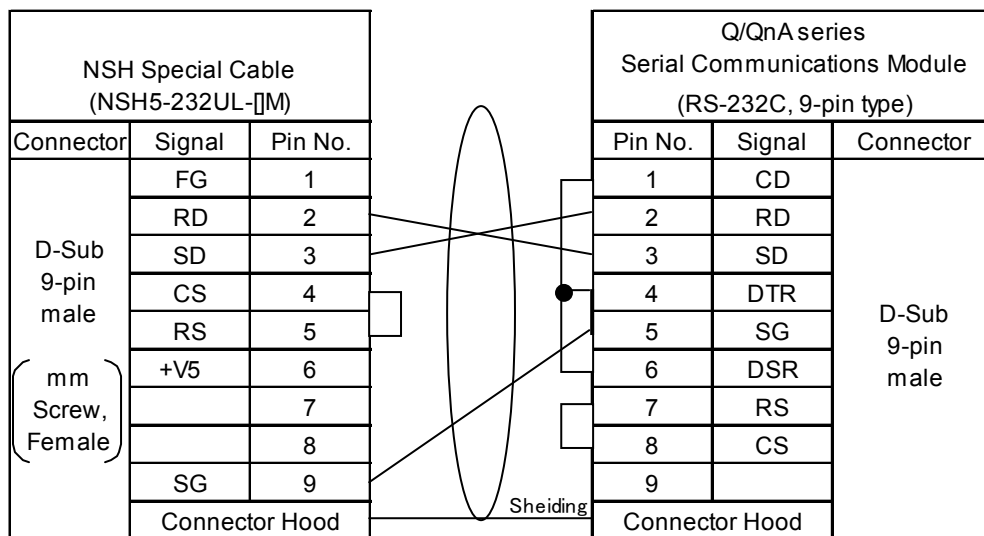 NSH Special Cable
(NSH5-232UL-[]M)
Connector Signal Pin No.
FG 1
RD 2
SD 3
CS 4
RS 5
+V5 6
7
8
SG 9
Connector Hood
D-Sub
9-pin
male
mm
Screw,
Female
Sheiding
Q/QnA series
Serial Communications Module
(RS-232C, 9-pin type)
Pin No. Signal Connector
1 CD
2 RD
3 SD
4 DTR
5 SG
6 DSR
7 RS
8 CS
9
Connector Hood
D-Sub
9-pin
male